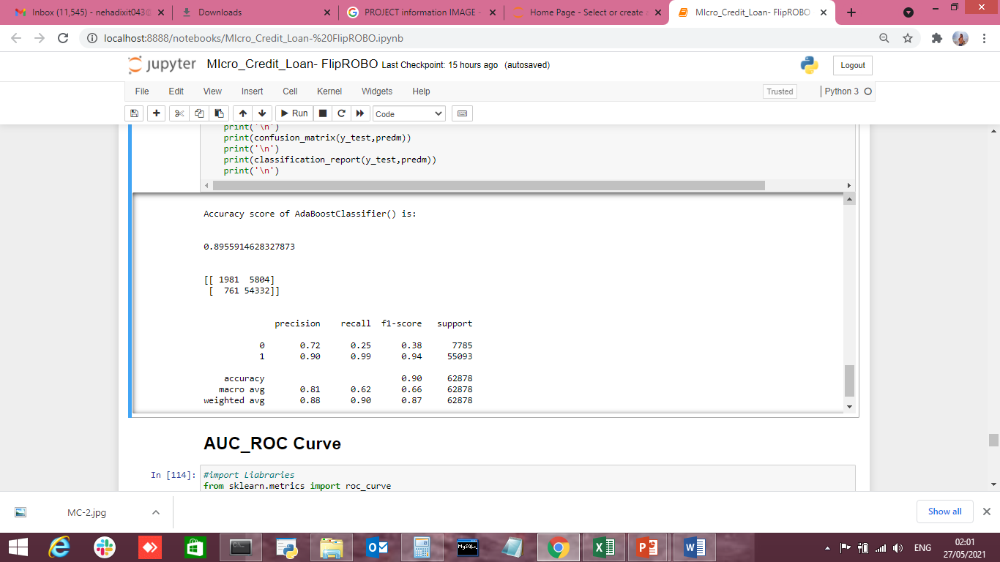 Inbox (11,545) - nehadixit043
Downloads
PROJECT information IMAGE -
Home Page - Select or create
MIcro_Credit_Loan- FlipROBO
localhost:8888/notebooks/MIcro_Credit_Loan-%20FlipROBO.ipynb
jupyter MIcro_Credit_Loan- FlipROBO Last Checkpoint: 15 hours ago (autosaved)
Logout
File Edit View Insert Cell Kernel Widgets Help
Trusted
Python 3
Run
Code
print('\n')
print(confusion_matrix(y_test,predm))
print('\n')
print(classification_report(y_test,predm))
print('\n')
Accuracy score of AdaBoostClassifier() is:
0.8955914628327873
[[ 1981  5804]
[  761 54332]]
precision recall f1-score support
0 0.72 0.25 0.38 7785
1 0.90 0.99 0.94 55093
accuracy 0.90 62878
macro avg 0.81 0.62 0.66 62878
weighted avg 0.88 0.90 0.87 62878
AUC_ROC Curve
In [114]: #import Liabraries
from sklearn.metrics import roc_curve
MC-2.jpg
Show all
MySQL
ENG
02:01
27/05/2021